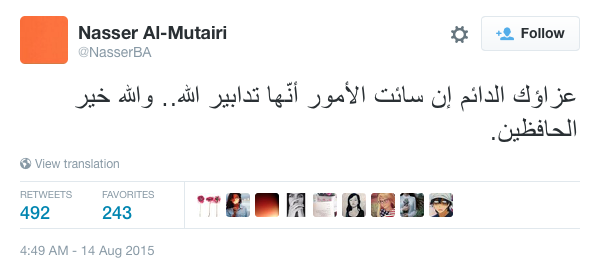 Nasser Al-Mutairi
@NasserBA
Follow
عزاؤك الدائم إن سائت الأمور أنّها تدابير الله.. والله خير
الحافظين.
View translation
RETWEETS FAVORITES
492 243
4:49 AM - 14 Aug 2015